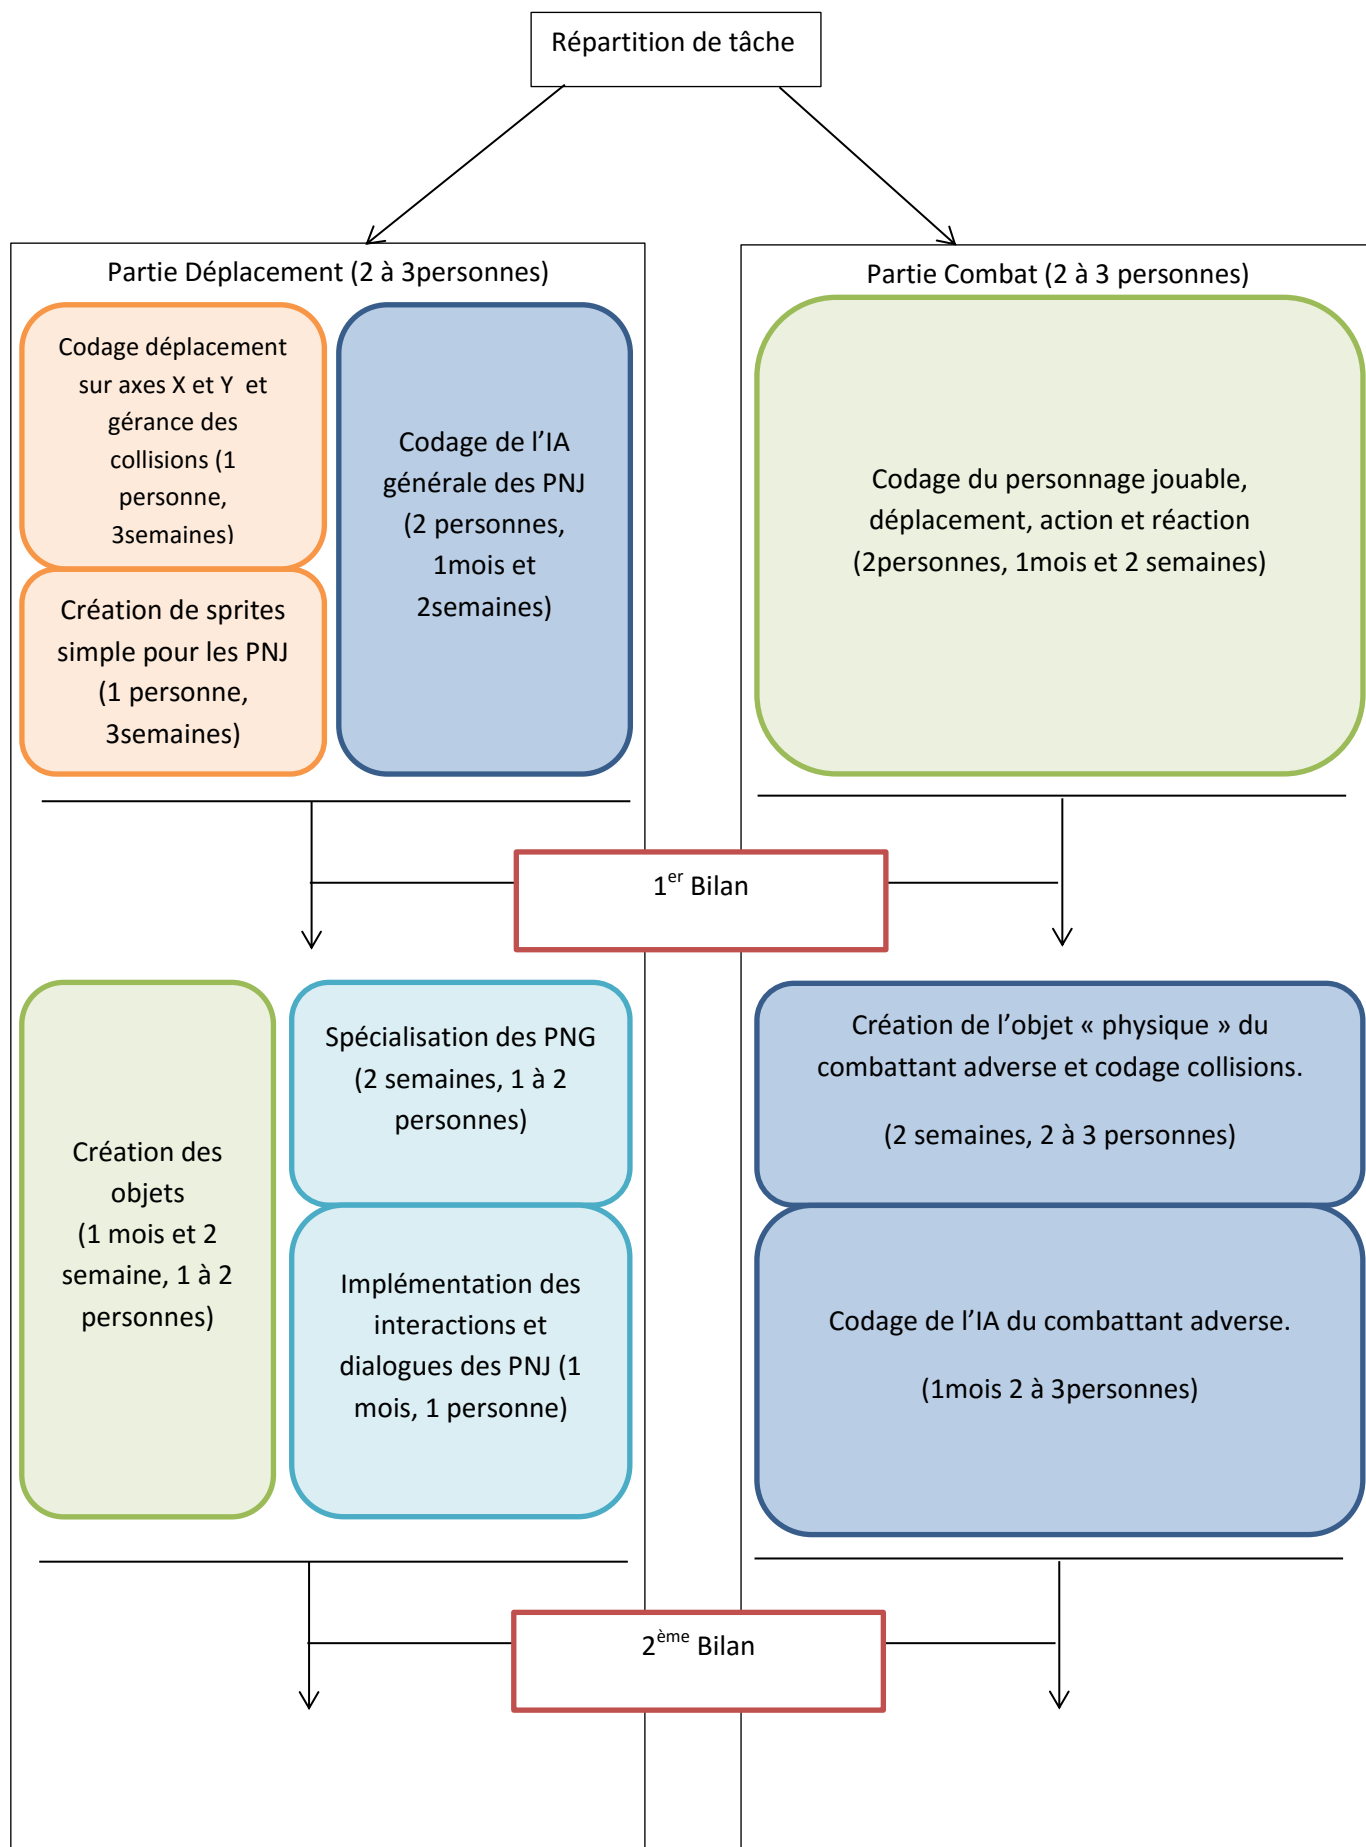 Répartition de tâche
Partie Déplacement (2 à 3personnes)
Codage déplacement
sur axes X et Y et
gérance des
collisions (1
personne,
3semaines)
Création de sprites
simple pour les PNJ
(1 personne,
3semaines)
Codage de l’IA
générale des PNJ
(2 personnes,
1mois et
2semaines)
Partie Combat (2 à 3 personnes)
Codage du personnage jouable,
déplacement, action et réaction
(2personnes, 1mois et 2 semaines)
1er Bilan
Création des
objets
(1 mois et 2
semaine, 1 à 2
personnes)
Spécialisation des PNG
(2 semaines, 1 à 2
personnes)
Implémentation des
interactions et
dialogues des PNJ (1
mois, 1 personne)
Création de l’objet « physique » du
combattant adverse et codage collisions.
(2 semaines, 2 à 3 personnes)
Codage de l’IA du combattant adverse.
(1mois 2 à 3personnes)
2ème Bilan